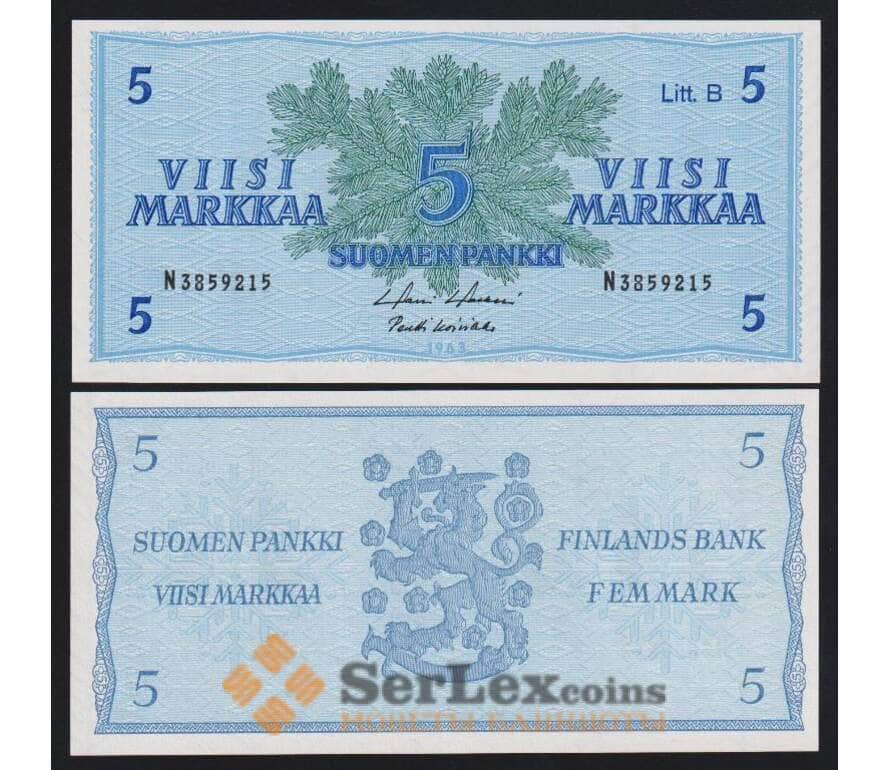 5 Litt. B 5
VIISI 5 VIISI
MARKKAA MARKKAA
SUOMEN PANKKI
N3859215 N3859215
5 5
1963
5 5
SUOMEN PANKKI FINLANDS BANK
VIISI MARKKAA FEM MARK
5 5
SerLexcoins